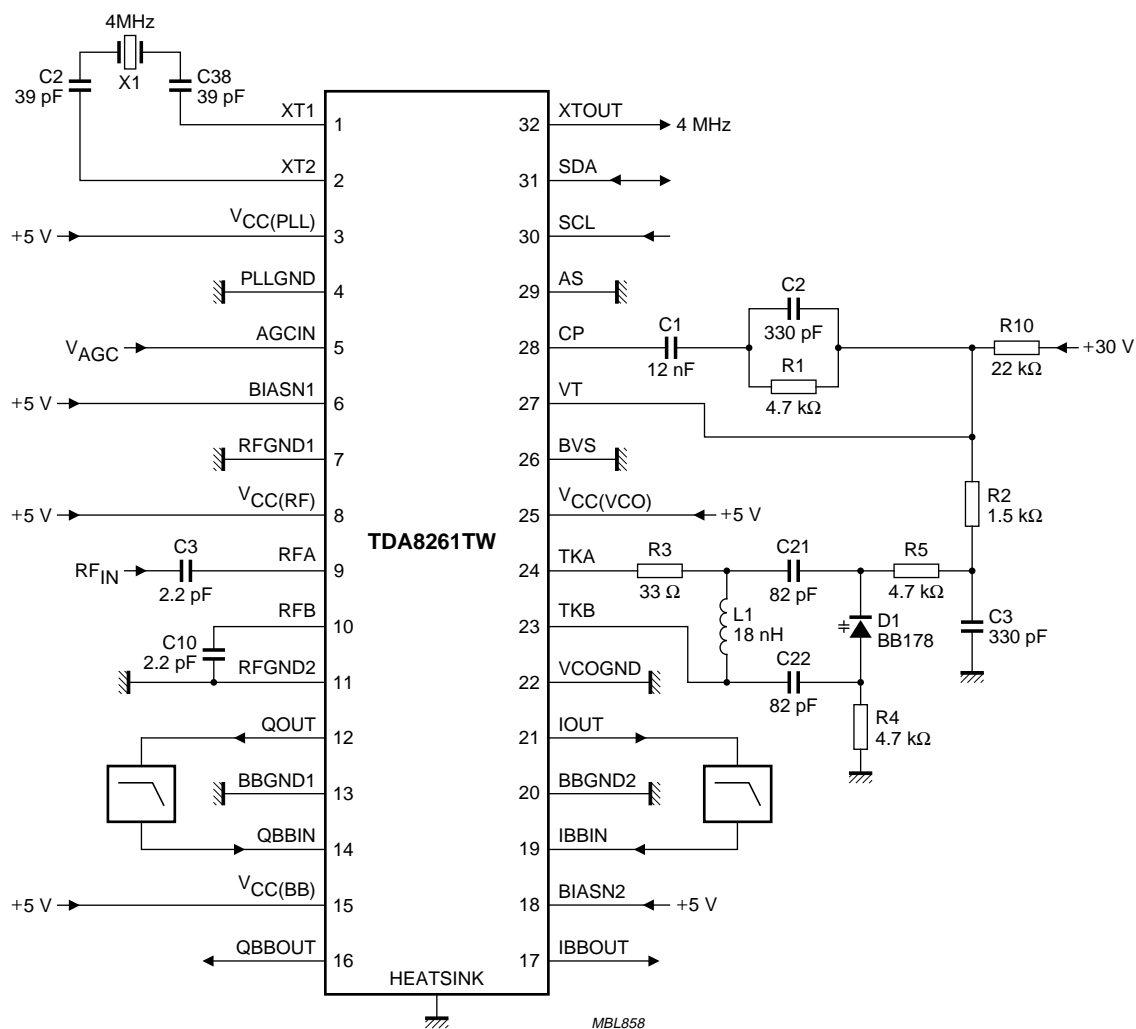 4MHz
X1
C2
39 pF
C38
39 pF
XT1
1
XT2
2
+5 V
VCC(PLL)
3
PLLGND
4
VAGC
AGCIN
5
+5 V
BIASN1
6
RFGND1
7
+5 V
VCC(RF)
8
RFIN
C3
2.2 pF
RFA
9
RFB
10
C10
2.2 pF
RFGND2
11
QOUT
12
BBGND1
13
QBBIN
14
+5 V
VCC(BB)
15
QBBOUT
16
TDA8261TW
HEATSINK
32
XTOUT
4 MHz
31
SDA
30
SCL
29
AS
28
CP
C1
12 nF
C2
330 pF
R1
4.7 kΩ
R10
22 kΩ
+30 V
27
VT
26
BVS
R2
1.5 kΩ
25
VCC(VCO)
+5 V
24
TKA
R3
33 Ω
C21
82 pF
R5
4.7 kΩ
L1
18 nH
D1
BB178
C3
330 pF
23
TKB
22
VCOGND
C22
82 pF
R4
4.7 kΩ
21
IOUT
20
BBGND2
19
IBBIN
18
BIASN2
+5 V
17
IBBOUT
MBL858